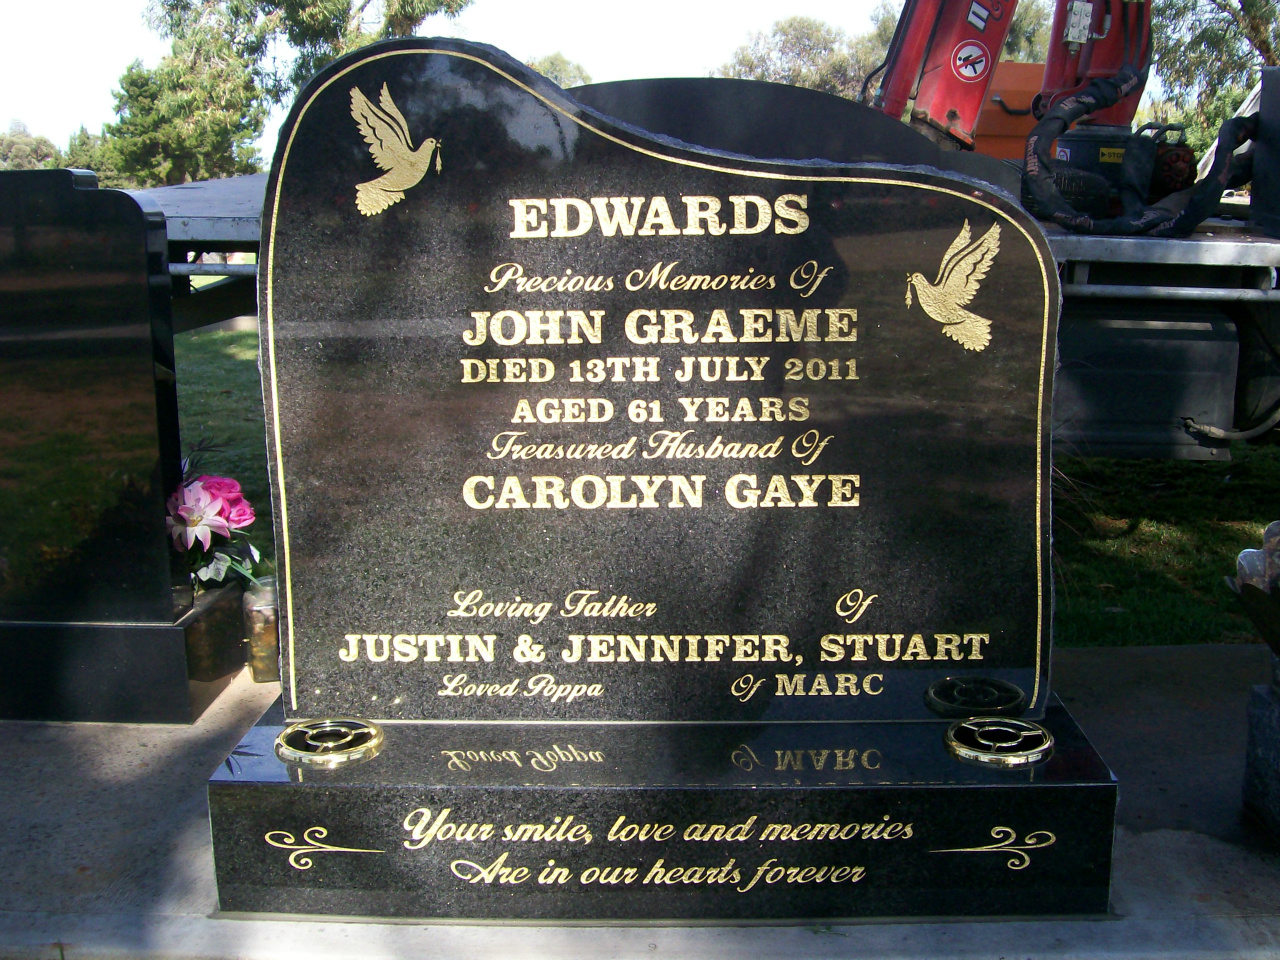 EDWARDS
Precious Memories Of
JOHN GRAEME
DIED 13TH JULY 2011
AGED 61 YEARS
Treasured Husband Of
CAROLYN GAYE
Loving Father Of
JUSTIN & JENNIFER, STUART
Loved Poppa Of MARC
Your smile, love and memories
Are in our hearts forever
STOP
9